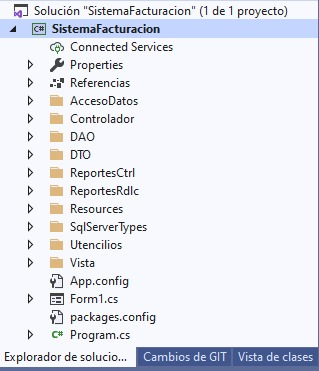 Solución "SistemaFacturacion" (1 de 1 proyecto)
C# SistemaFacturacion
Connected Services
Properties
Referencias
AccesoDatos
Controlador
DAO
DTO
ReportesCtrl
ReportesRdlc
Resources
SqlServerTypes
Utencilios
Vista
App.config
Form1.cs
packages.config
C# Program.cs
Explorador de solucio... Cambios de GIT Vista de clases